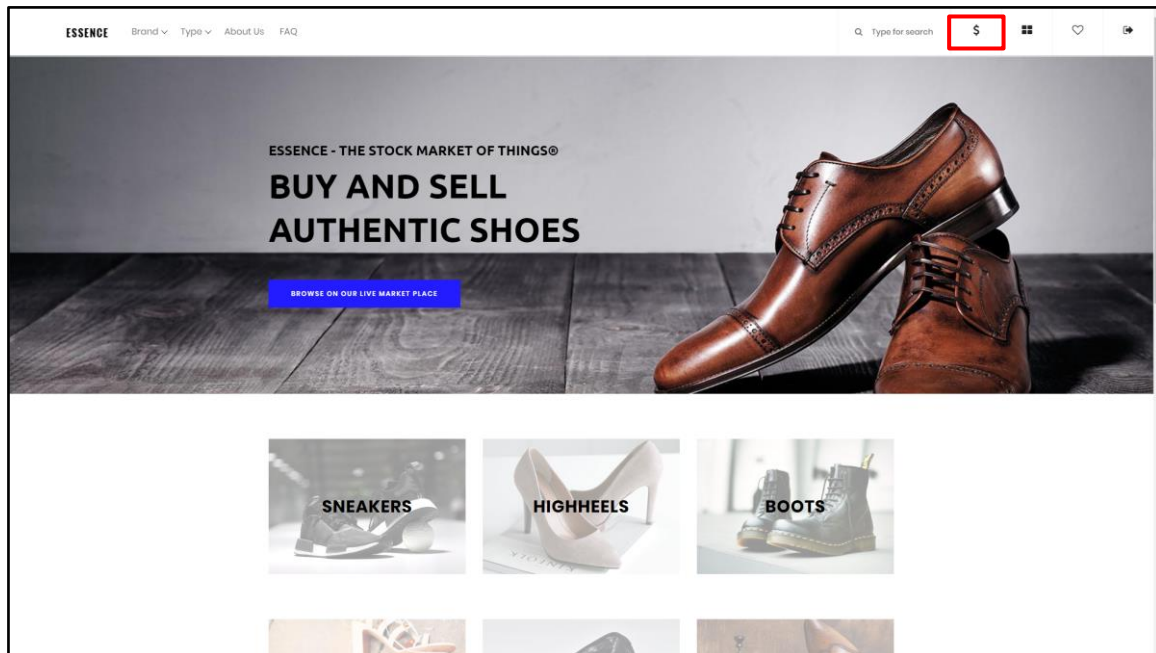 ESSENCE Brand Type About Us FAQ Type for search $
ESSENCE - THE STOCK MARKET OF THINGS®
BUY AND SELL
AUTHENTIC SHOES
BROWSE ON OUR LIVE MARKET PLACE
SNEAKERS HIGHHEELS BOOTS
KINFOLK